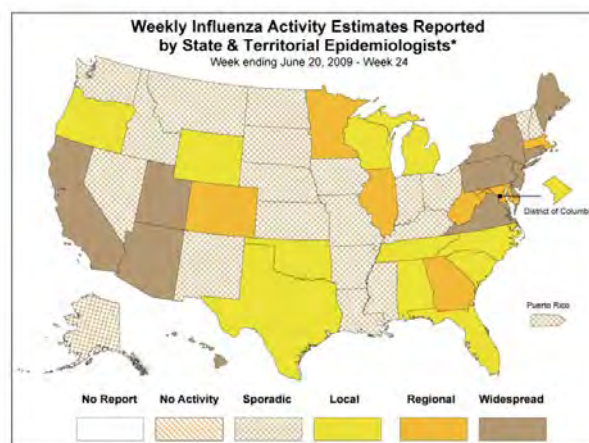 Weekly Influenza Activity Estimates Reported
by State & Territorial Epidemiologists*
Week ending June 20, 2009 - Week 24
District of Columb
Puerto Rico
No Report No Activity Sporadic Local Regional Widespread